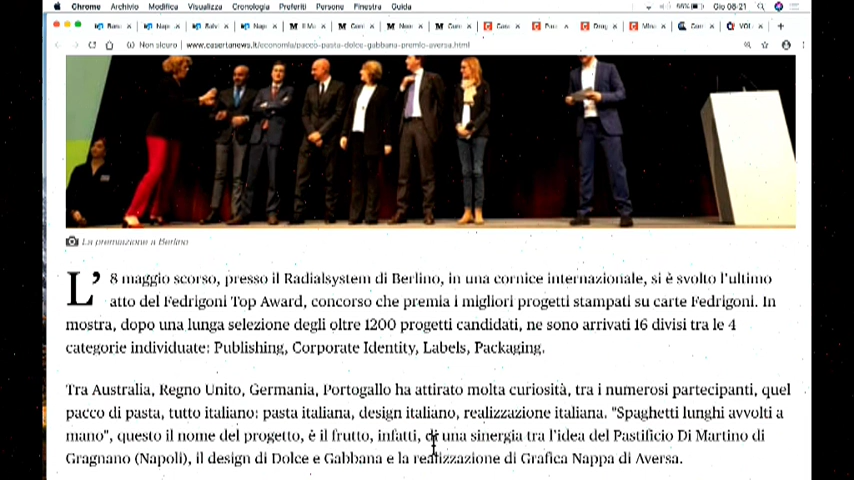 Chrome Archivio Modifica Visualizza Cronologia Preferiti Persone Finestra Guida Gio 08:21
Non sicuro www.casertanews.it/economia/pacco-pasta-dolce-gabbana-premio-aversa.html
La premiazione a Berlino
L' 8 maggio scorso, presso il Radialsystem di Berlino, in una cornice internazionale, si è svolto l'ultimo
atto del Fedrigoni Top Award, concorso che premia i migliori progetti stampati su carte Fedrigoni. In
mostra, dopo una lunga selezione degli oltre 1200 progetti candidati, ne sono arrivati 16 divisi tra le 4
categorie individuate: Publishing, Corporate Identity, Labels, Packaging.
Tra Australia, Regno Unito, Germania, Portogallo ha attirato molta curiosità, tra i numerosi partecipanti, quel
pacco di pasta, tutto italiano: pasta italiana, design italiano, realizzazione italiana. "Spaghetti lunghi avvolti a
mano", questo il nome del progetto, è il frutto, infatti, di una sinergia tra l'idea del Pastificio Di Martino di
Gragnano (Napoli), il design di Dolce e Gabbana e la realizzazione di Grafica Nappa di Aversa.